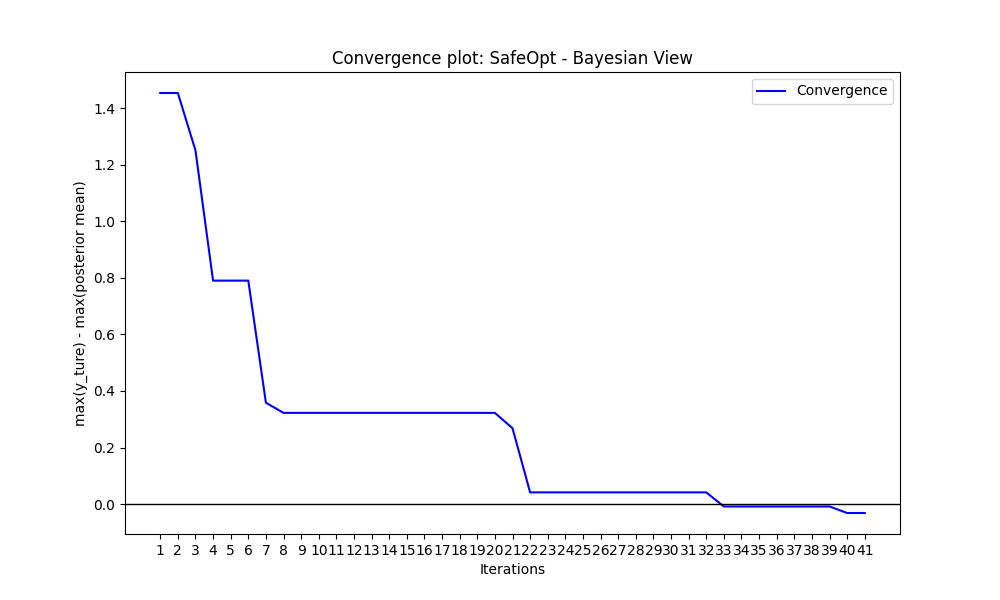 Convergence plot: SafeOpt - Bayesian View
Convergence
max(y_ture) - max(posterior mean)
1.4
1.2
1.0
0.8
0.6
0.4
0.2
0.0
1 2 3 4 5 6 7 8 9 10 11 12 13 14 15 16 17 18 19 20 21 22 23 24 25 26 27 28 29 30 31 32 33 34 35 36 37 38 39 40 41
Iterations